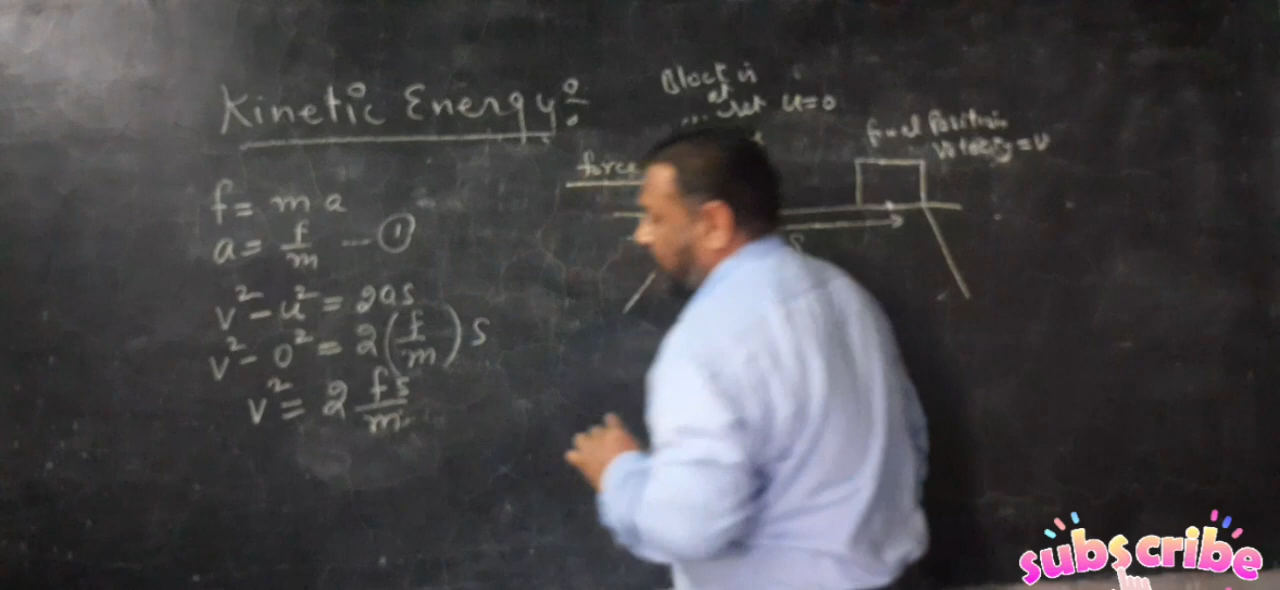 Kinetic Energy:
f = m a
a = f/m --- ①
v² - u² = 2as
v² - 0² = 2(f/m)s
v² = 2 fs/m
Block is
at
rest u=0
force
final Position
Velocity = v
S
subscribe